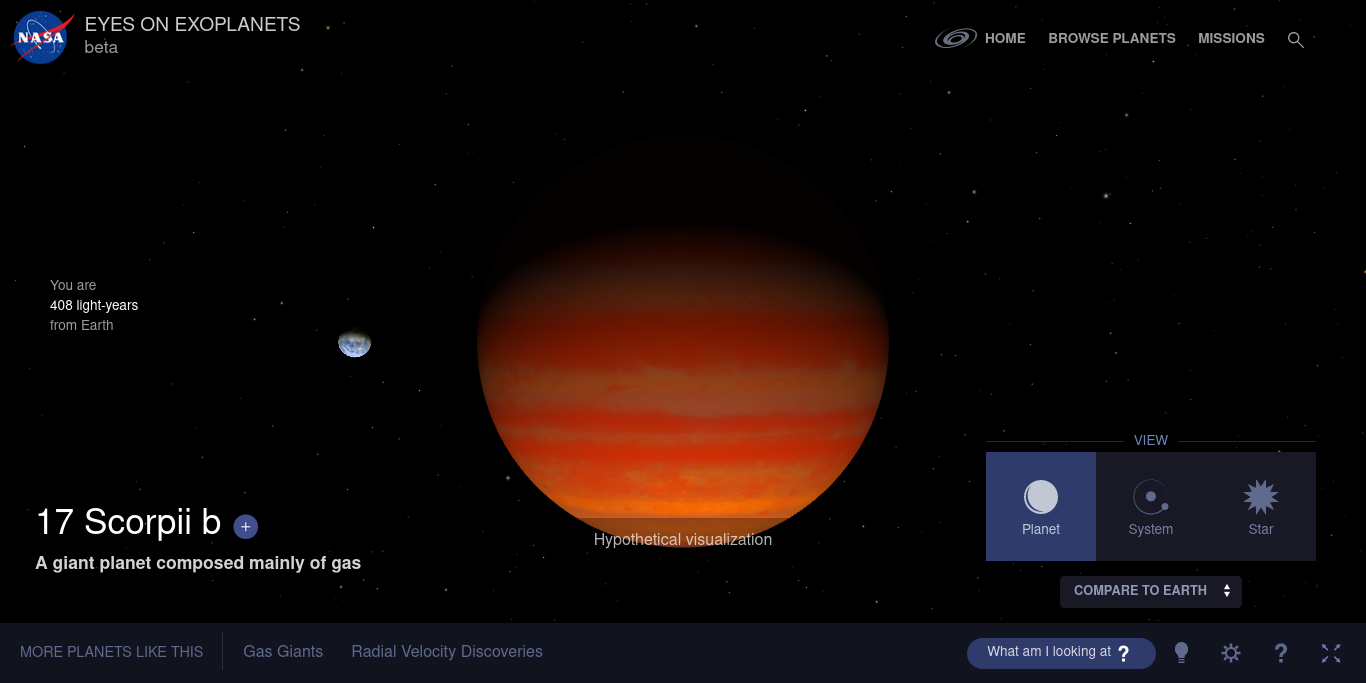 NASA
EYES ON EXOPLANETS
beta
HOME
BROWSE PLANETS
MISSIONS
You are
408 light-years
from Earth
17 Scorpii b +
A giant planet composed mainly of gas
Hypothetical visualization
VIEW
Planet
System
Star
COMPARE TO EARTH
MORE PLANETS LIKE THIS
Gas Giants
Radial Velocity Discoveries
What am I looking at ?
?